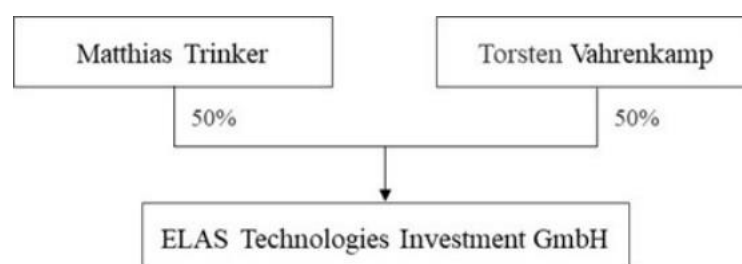 Matthias Trinker
Torsten Vahrenkamp
50%
50%
ELAS Technologies Investment GmbH